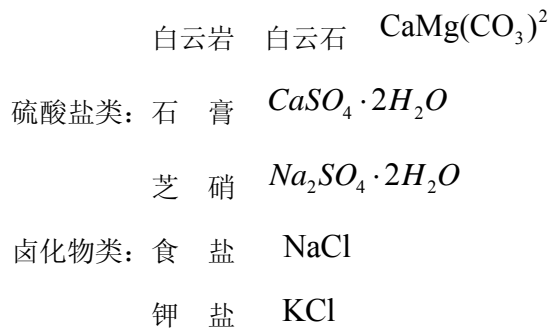 白云岩 白云石 CaMg(CO₃)²
硫酸盐类：石 膏 CaSO₄·2H₂O
芝 硝 Na₂SO₄·2H₂O
卤化物类：食 盐 NaCl
钾 盐 KCl